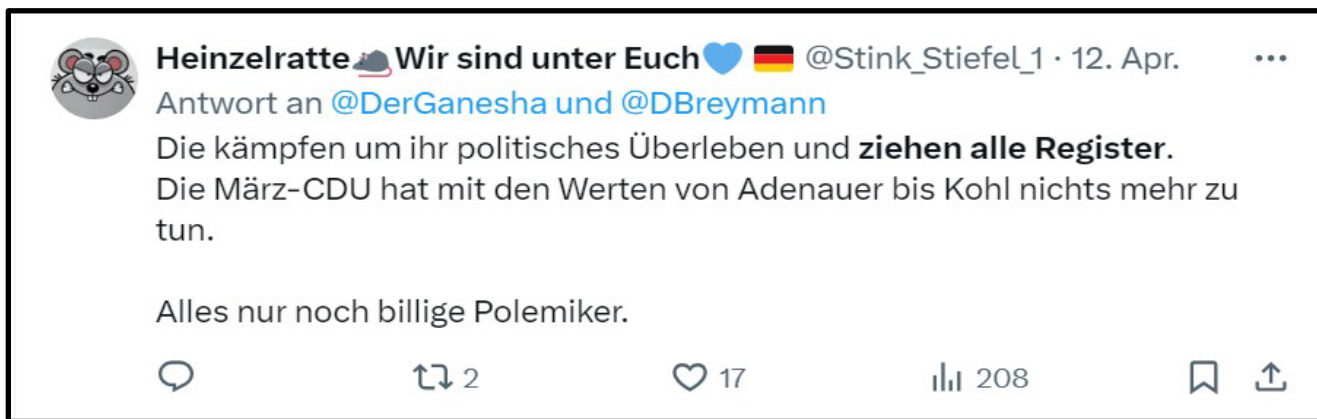 Heinzelratte🐀Wir sind unter Euch💙 🇩🇪 @Stink_Stiefel_1 · 12. Apr.
Antwort an @DerGanesha und @DBreymann
Die kämpfen um ihr politisches Überleben und ziehen alle Register.
Die März-CDU hat mit den Werten von Adenauer bis Kohl nichts mehr zu
tun.
Alles nur noch billige Polemiker.
2 17 208